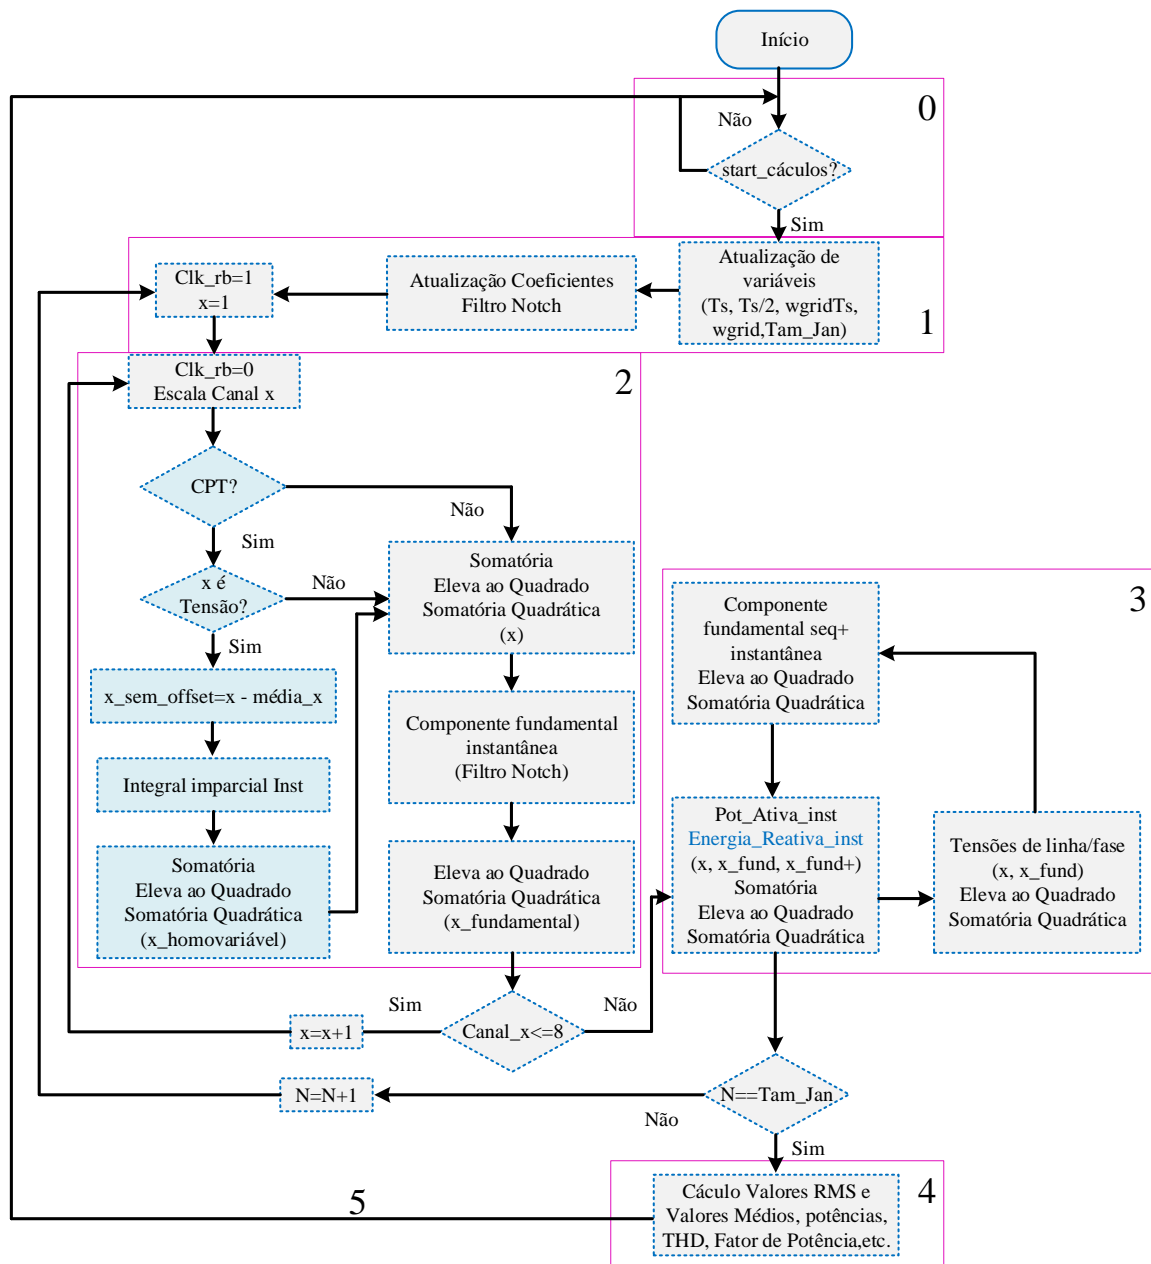 Início
0
Não
start_cáculos?
Sim
Atualização de
variáveis
(Ts, Ts/2, wgridTs,
wgrid,Tam_Jan)
1
Atualização Coeficientes
Filtro Notch
Clk_rb=1
x=1
Clk_rb=0
Escala Canal x
2
CPT?
Não
Sim
x é
Tensão?
Não
Sim
x_sem_offset=x - média_x
Integral imparcial Inst
Somatória
Eleva ao Quadrado
Somatória Quadrática
(x_homovariável)
Somatória
Eleva ao Quadrado
Somatória Quadrática
(x)
Componente fundamental
instantânea
(Filtro Notch)
Eleva ao Quadrado
Somatória Quadrática
(x_fundamental)
3
Componente
fundamental seq+
instantânea
Eleva ao Quadrado
Somatória Quadrática
Pot_Ativa_inst
Energia_Reativa_inst
(x, x_fund, x_fund+)
Somatória
Eleva ao Quadrado
Somatória Quadrática
Tensões de linha/fase
(x, x_fund)
Eleva ao Quadrado
Somatória Quadrática
Sim
Não
x=x+1
Canal_x<=8
N=N+1
N==Tam_Jan
Não
Sim
4
Cáculo Valores RMS e
Valores Médios, potências,
THD, Fator de Potência,etc.
5